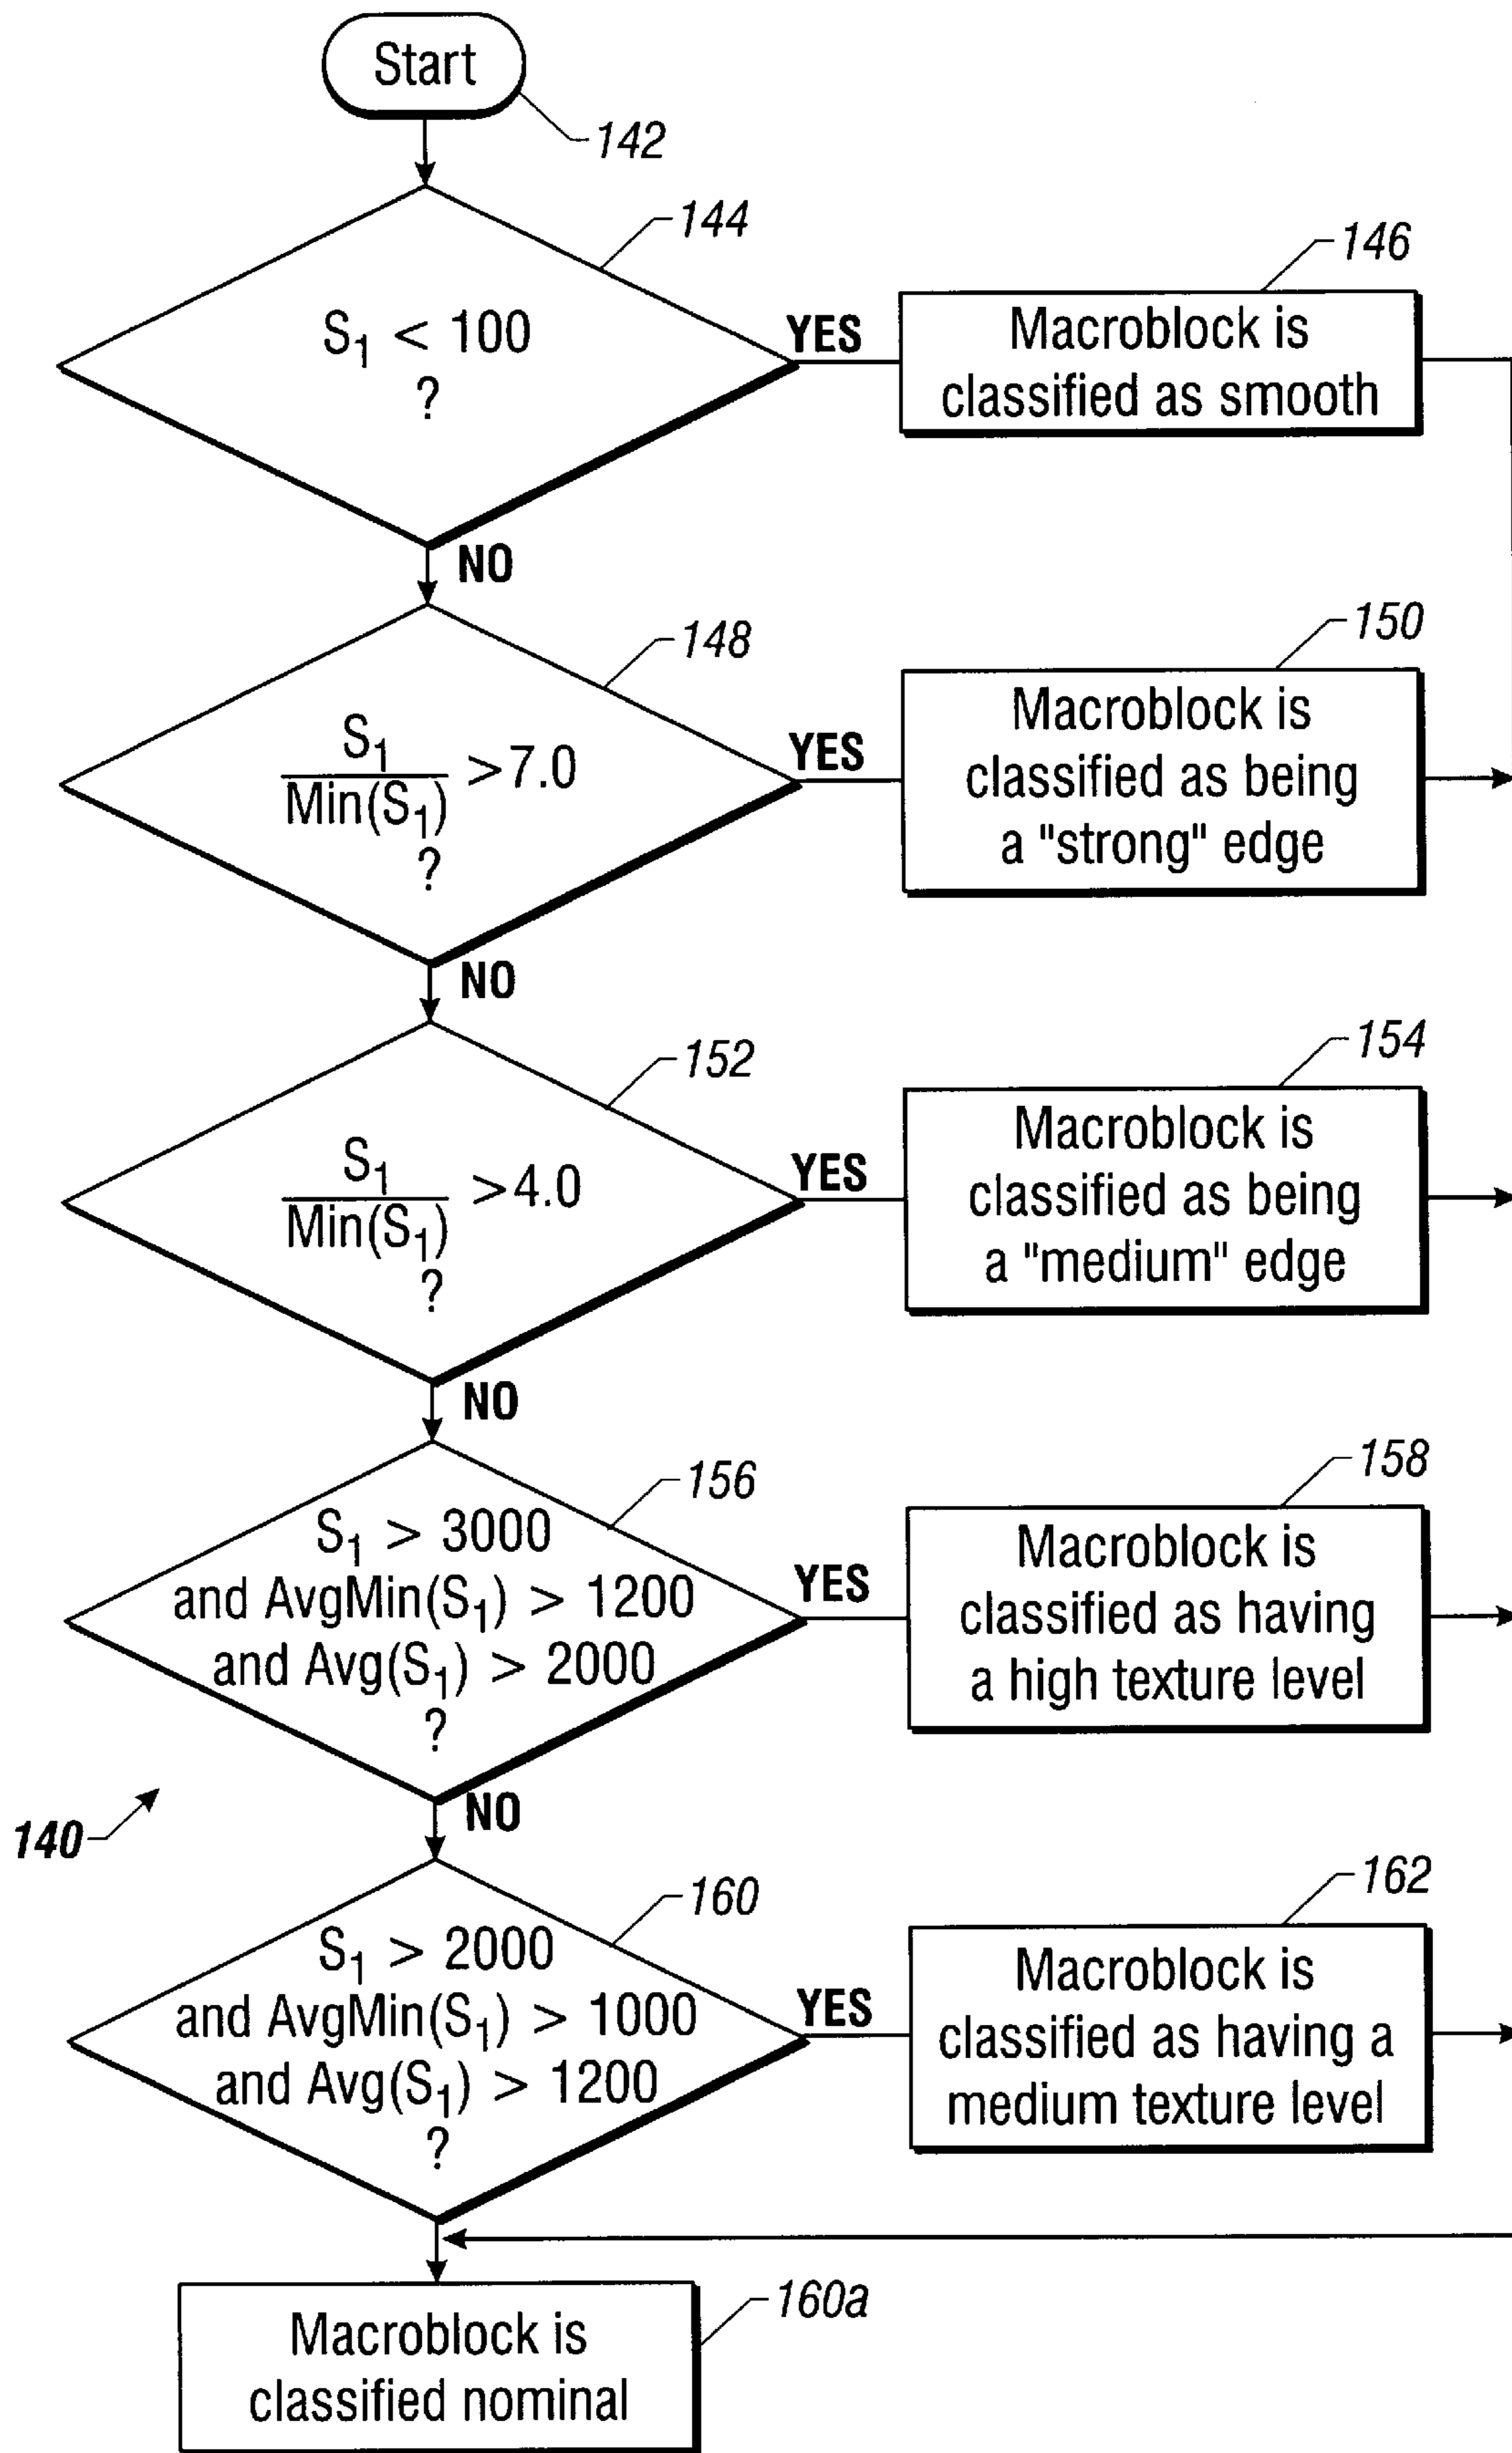 Start
142
144
S₁ < 100
?
YES
146
Macroblock is
classified as smooth
NO
148
S₁
Min(S₁)
>7.0
?
YES
150
Macroblock is
classified as being
a "strong" edge
NO
152
S₁
Min(S₁)
>4.0
?
YES
154
Macroblock is
classified as being
a "medium" edge
NO
156
S₁ > 3000
and AvgMin(S₁) > 1200
and Avg(S₁) > 2000
?
YES
158
Macroblock is
classified as having
a high texture level
140
NO
160
S₁ > 2000
and AvgMin(S₁) > 1000
and Avg(S₁) > 1200
?
YES
162
Macroblock is
classified as having a
medium texture level
160a
Macroblock is
classified nominal